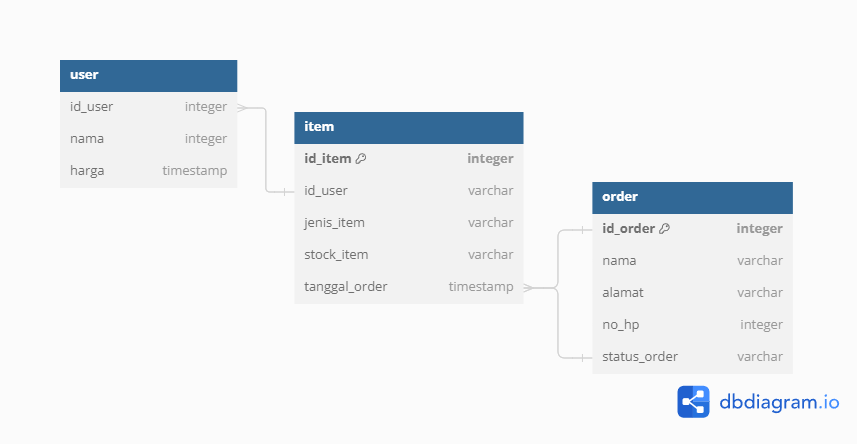 user
id_user integer
nama integer
harga timestamp
item
id_item integer
id_user varchar
jenis_item varchar
stock_item varchar
tanggal_order timestamp
order
id_order integer
nama varchar
alamat varchar
no_hp integer
status_order varchar
dbdiagram.io